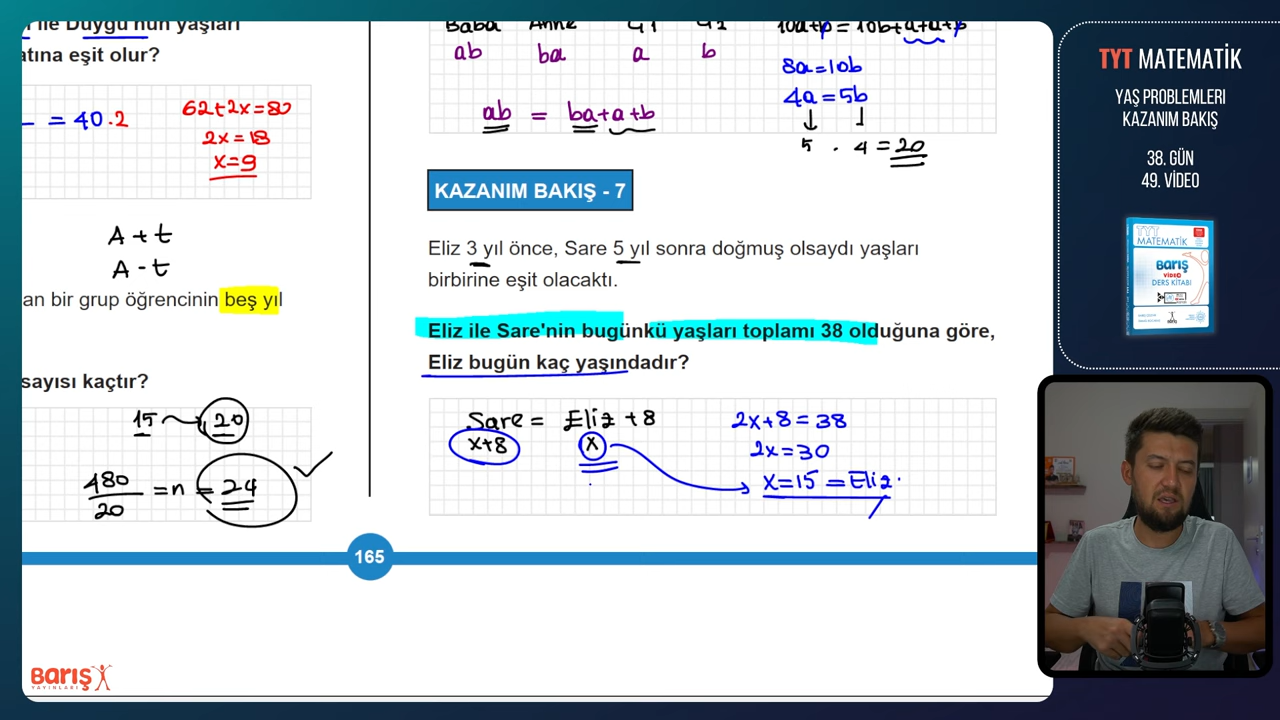 ile Duygu'nun yaşları
atına eşit olur?
= 40.2
62+2x=80
2x=18
x=9
A+t
A-t
an bir grup öğrencinin beş yıl
sayısı kaçtır?
15 20
480/20 = n = 24
Baba Anne
ab ba a b
ab = ba+a+b
10a+b = 10b+a+a+b
8a=10b
4a=5b
5 . 4 = 20
KAZANIM BAKIŞ - 7
Eliz 3 yıl önce, Sare 5 yıl sonra doğmuş olsaydı yaşları
birbirine eşit olacaktı.
Eliz ile Sare'nin bugünkü yaşları toplamı 38 olduğuna göre,
Eliz bugün kaç yaşındadır?
Sare = Eliz +8
x+8 x
2x+8=38
2x=30
x=15=Eliz
165
BARIŞ
YAYINLARI
TYT MATEMATİK
YAŞ PROBLEMLERI
KAZANIM BAKIŞ
38. GÜN
49. VİDEO
TYT
MATEMATİK
BARIŞ
VİDEO
DERS KİTABI